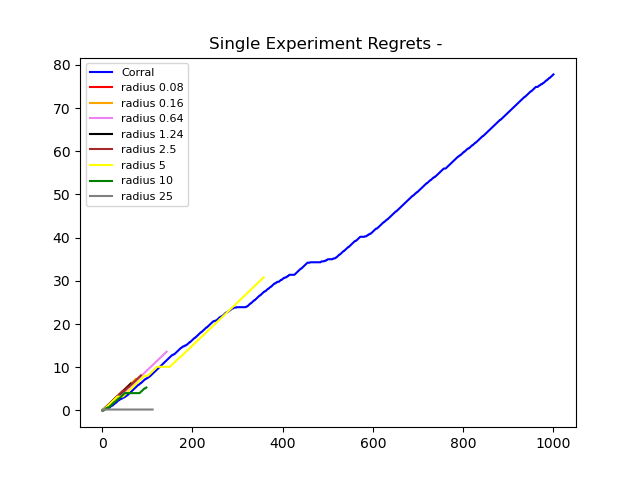 Single Experiment Regrets -
80
70
60
50
40
30
20
10
0
Corral
radius 0.08
radius 0.16
radius 0.64
radius 1.24
radius 2.5
radius 5
radius 10
radius 25
0 200 400 600 800 1000